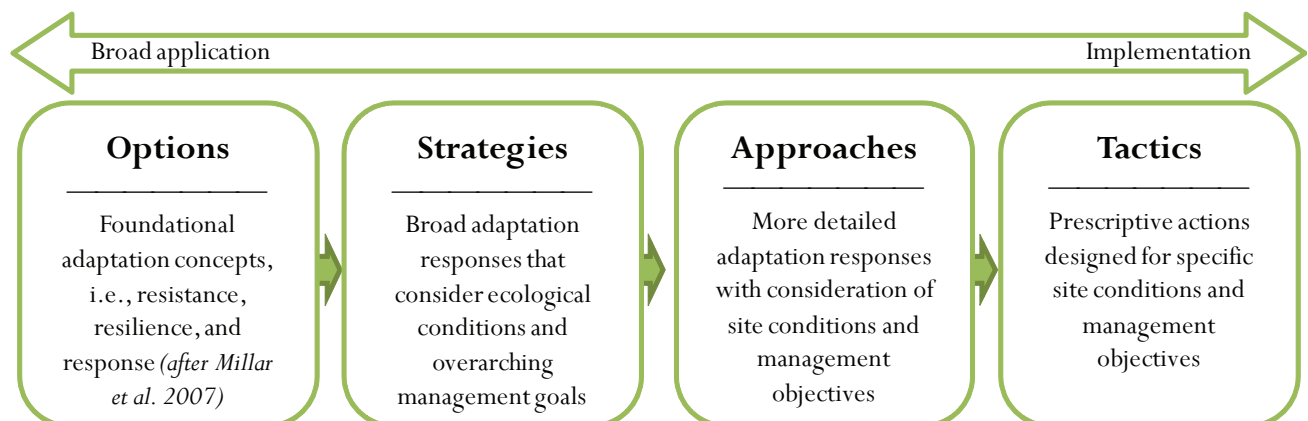 Broad application
Implementation
Options
Foundational
adaptation concepts,
i.e., resistance,
resilience, and
response (after Millar
et al. 2007)
Strategies
Broad adaptation
responses that
consider ecological
conditions and
overarching
management goals
Approaches
More detailed
adaptation responses
with consideration of
site conditions and
management
objectives
Tactics
Prescriptive actions
designed for specific
site conditions and
management
objectives